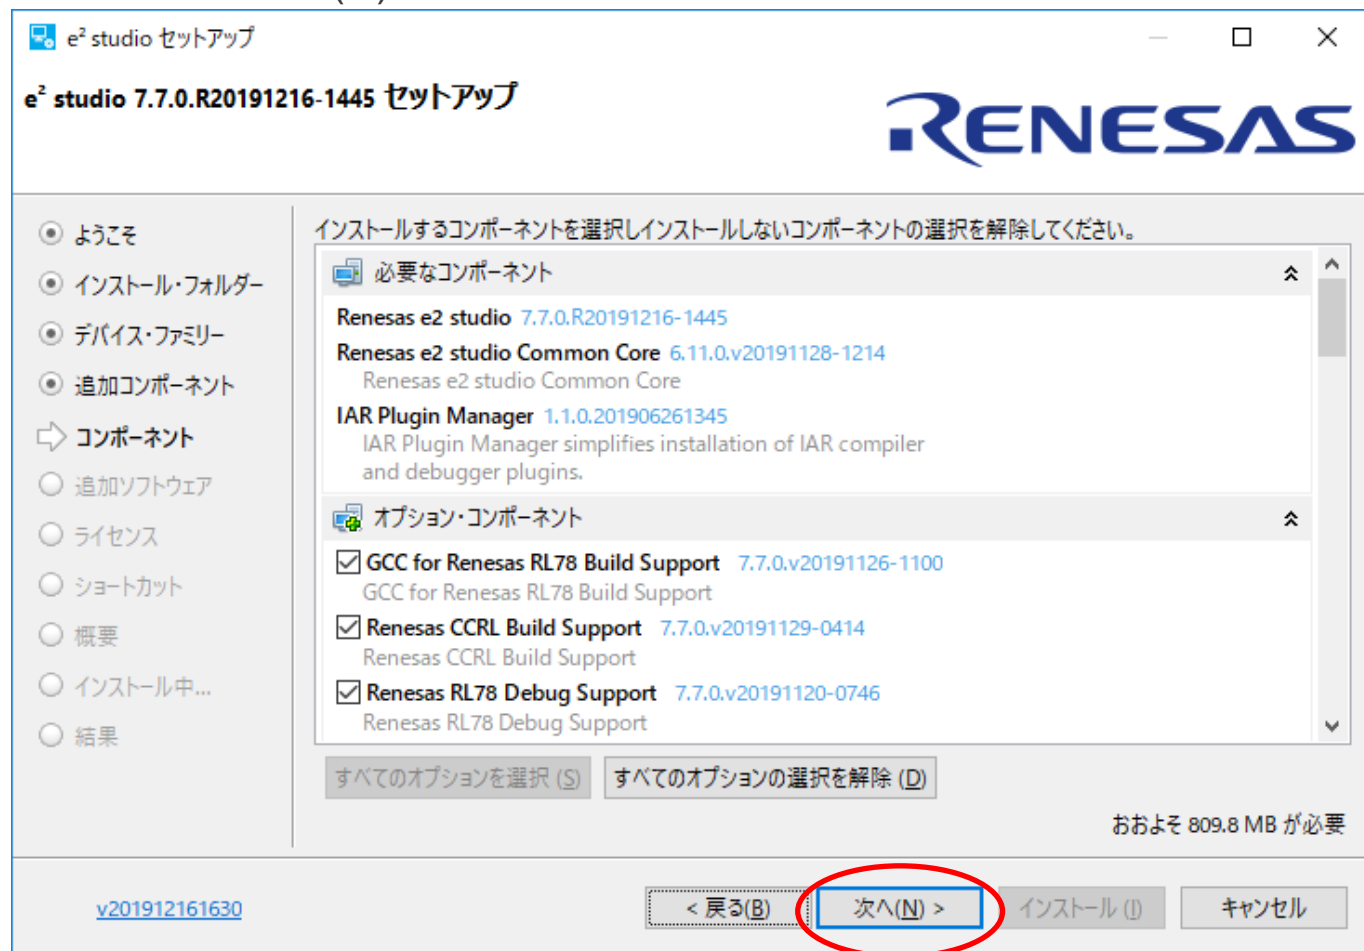 e² studio セットアップ
e² studio 7.7.0.R20191216-1445 セットアップ
RENESAS
ようこそ
インストール・フォルダー
デバイス・ファミリー
追加コンポーネント
コンポーネント
追加ソフトウェア
ライセンス
ショートカット
概要
インストール中...
結果
インストールするコンポーネントを選択しインストールしないコンポーネントの選択を解除してください。
必要なコンポーネント
Renesas e2 studio 7.7.0.R20191216-1445
Renesas e2 studio Common Core 6.11.0.v20191128-1214
Renesas e2 studio Common Core
IAR Plugin Manager 1.1.0.201906261345
IAR Plugin Manager simplifies installation of IAR compiler
and debugger plugins.
オプション・コンポーネント
GCC for Renesas RL78 Build Support 7.7.0.v20191126-1100
GCC for Renesas RL78 Build Support
Renesas CCRL Build Support 7.7.0.v20191129-0414
Renesas CCRL Build Support
Renesas RL78 Debug Support 7.7.0.v20191120-0746
Renesas RL78 Debug Support
すべてのオプションを選択 (S) すべてのオプションの選択を解除 (D)
おおよそ 809.8 MB が必要
v201912161630 < 戻る(B) 次へ(N) > インストール (I) キャンセル